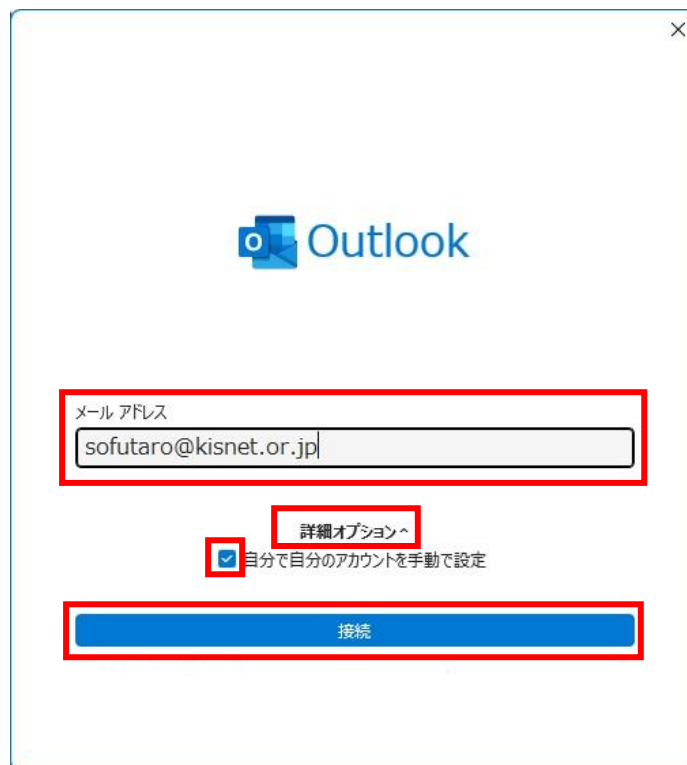 Outlook
メール アドレス
sofutaro@kisnet.or.jp
詳細オプション^
自分で自分のアカウントを手動で設定
接続